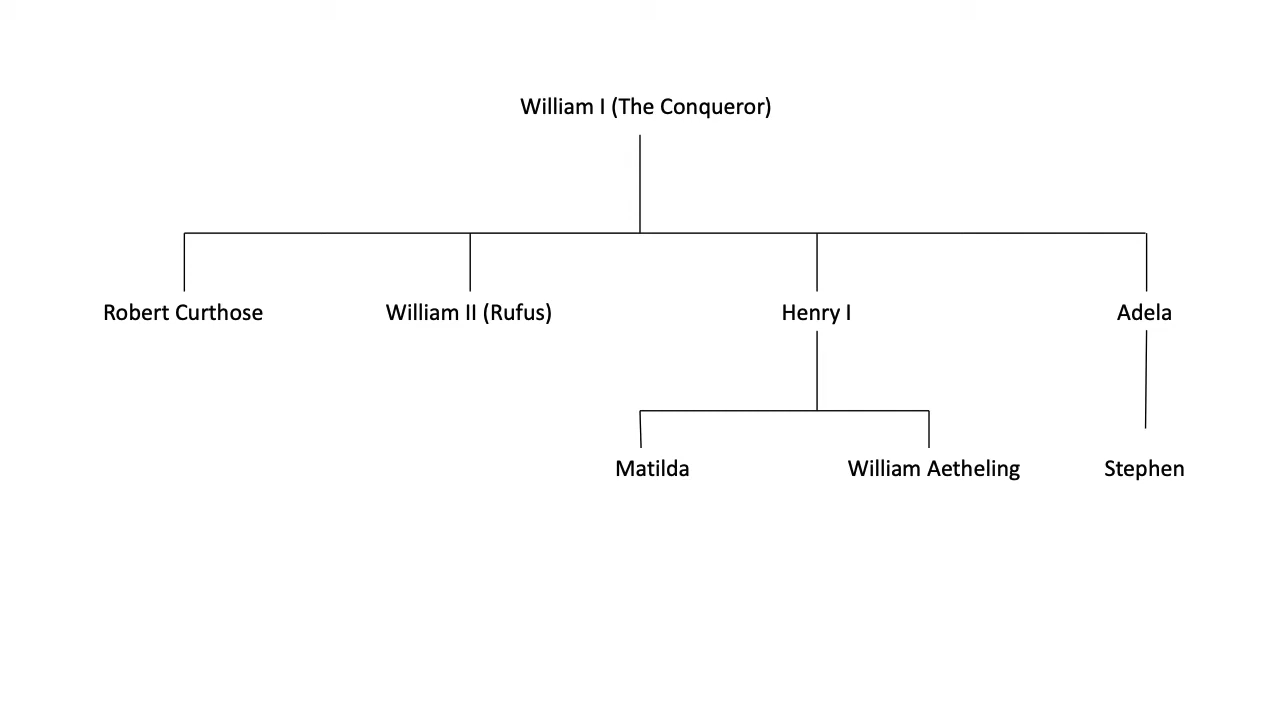 William I (The Conqueror)
Robert Curthose
William II (Rufus)
Henry I
Adela
Matilda
William Aetheling
Stephen